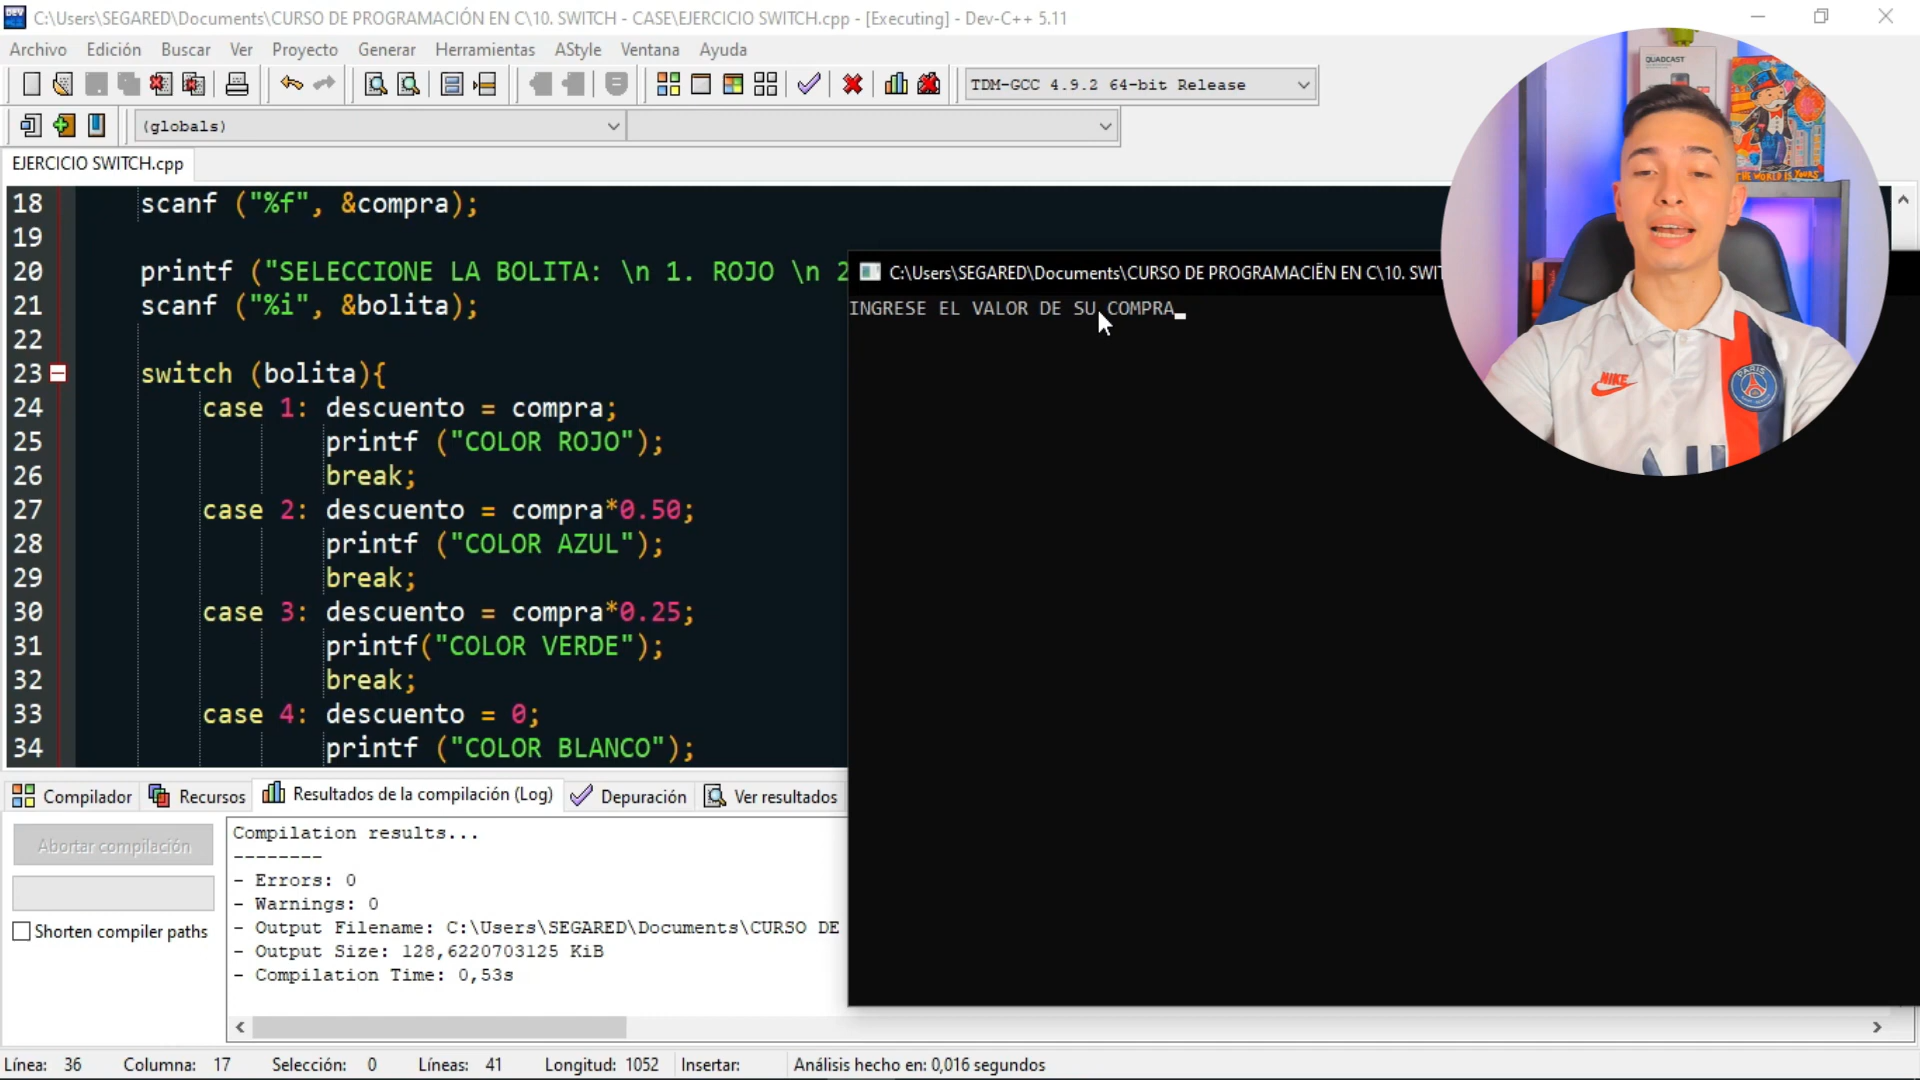 C:\Users\SEGARED\Documents\CURSO DE PROGRAMACIÓN EN C\10. SWITCH - CASE\EJERCICIO SWITCH.cpp - [Executing] - Dev-C++ 5.11
Archivo Edición Buscar Ver Proyecto Generar Herramientas AStyle Ventana Ayuda
TDM-GCC 4.9.2 64-bit Release
(globals)
EJERCICIO SWITCH.cpp
18 scanf ("%f", &compra);
19
20 printf ("SELECCIONE LA BOLITA: \n 1. ROJO \n 2
21 scanf ("%i", &bolita);
22
23 switch (bolita){
24 case 1: descuento = compra;
25 printf ("COLOR ROJO");
26 break;
27 case 2: descuento = compra*0.50;
28 printf ("COLOR AZUL");
29 break;
30 case 3: descuento = compra*0.25;
31 printf("COLOR VERDE");
32 break;
33 case 4: descuento = 0;
34 printf ("COLOR BLANCO");
C:\Users\SEGARED\Documents\CURSO DE PROGRAMACIËN EN C\10. SWIT
INGRESE EL VALOR DE SU COMPRA
QUADCAST
THE WORLD IS YOURS
NIKE
PARIS
Compilador Recursos Resultados de la compilación (Log) Depuración Ver resultados
Abortar compilación
Shorten compiler paths
Compilation results...
--------
- Errors: 0
- Warnings: 0
- Output Filename: C:\Users\SEGARED\Documents\CURSO DE
- Output Size: 128,6220703125 KiB
- Compilation Time: 0,53s
Línea: 36 Columna: 17 Selección: 0 Líneas: 41 Longitud: 1052 Insertar: Análisis hecho en: 0,016 segundos